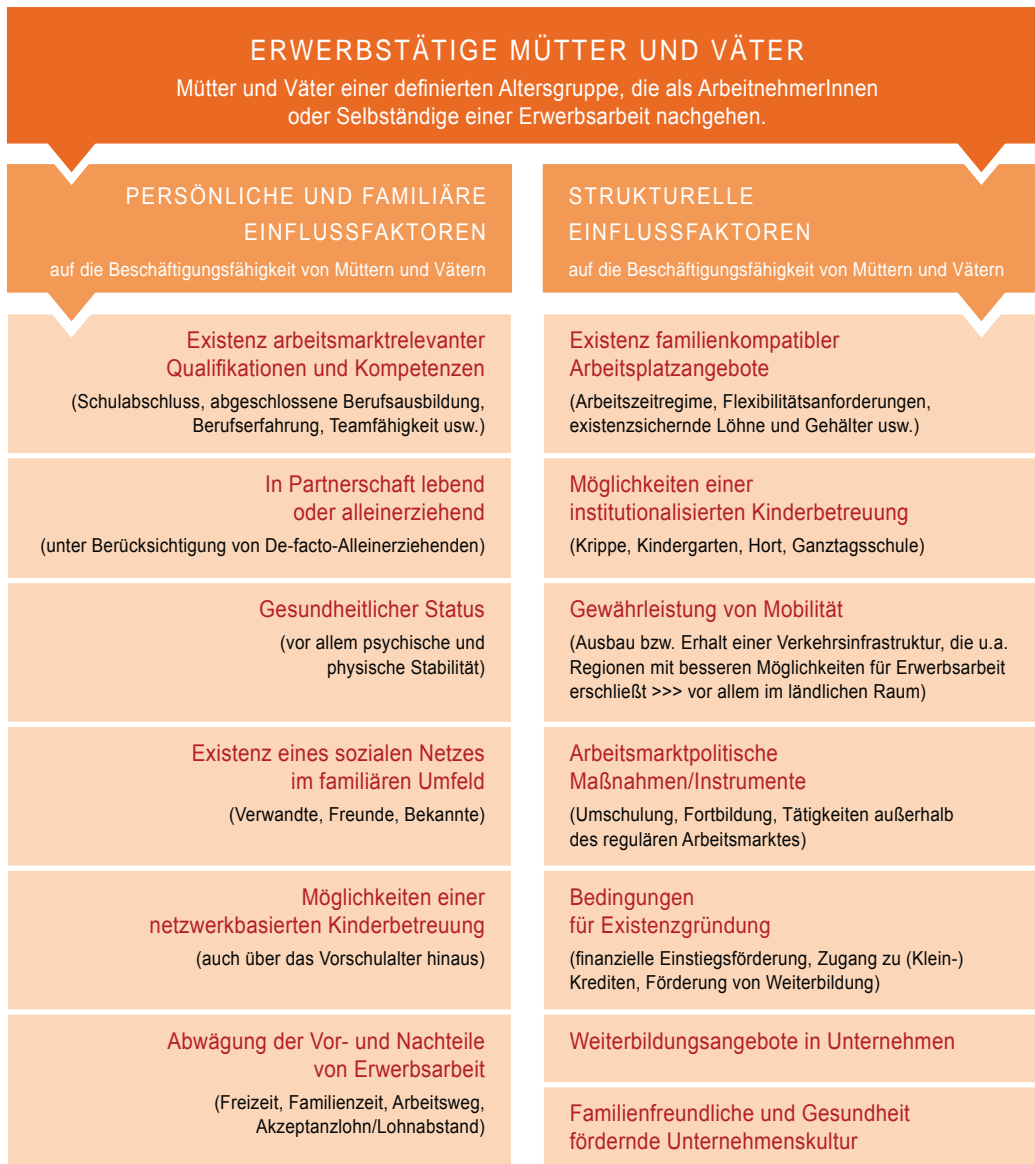 ERWERBSTÄTIGE MÜTTER UND VÄTER
Mütter und Väter einer definierten Altersgruppe, die als ArbeitnehmerInnen
oder Selbständige einer Erwerbsarbeit nachgehen.
PERSÖNLICHE UND FAMILIÄRE
EINFLUSSFAKTOREN
auf die Beschäftigungsfähigkeit von Müttern und Vätern
Existenz arbeitsmarktrelevanter
Qualifikationen und Kompetenzen
(Schulabschluss, abgeschlossene Berufsausbildung,
Berufserfahrung, Teamfähigkeit usw.)
In Partnerschaft lebend
oder alleinerziehend
(unter Berücksichtigung von De-facto-Alleinerziehenden)
Gesundheitlicher Status
(vor allem psychische und
physische Stabilität)
Existenz eines sozialen Netzes
im familiären Umfeld
(Verwandte, Freunde, Bekannte)
Möglichkeiten einer
netzwerkbasierten Kinderbetreuung
(auch über das Vorschulalter hinaus)
Abwägung der Vor- und Nachteile
von Erwerbsarbeit
(Freizeit, Familienzeit, Arbeitsweg,
Akzeptanzlohn/Lohnabstand)
STRUKTURELLE
EINFLUSSFAKTOREN
auf die Beschäftigungsfähigkeit von Müttern und Vätern
Existenz familienkompatibler
Arbeitsplatzangebote
(Arbeitszeitregime, Flexibilitätsanforderungen,
existenzsichernde Löhne und Gehälter usw.)
Möglichkeiten einer
institutionalisierten Kinderbetreuung
(Krippe, Kindergarten, Hort, Ganztagsschule)
Gewährleistung von Mobilität
(Ausbau bzw. Erhalt einer Verkehrsinfrastruktur, die u.a.
Regionen mit besseren Möglichkeiten für Erwerbsarbeit
erschließt >>> vor allem im ländlichen Raum)
Arbeitsmarktpolitische
Maßnahmen/Instrumente
(Umschulung, Fortbildung, Tätigkeiten außerhalb
des regulären Arbeitsmarktes)
Bedingungen
für Existenzgründung
(finanzielle Einstiegsförderung, Zugang zu (Klein-)
Krediten, Förderung von Weiterbildung)
Weiterbildungsangebote in Unternehmen
Familienfreundliche und Gesundheit
fördernde Unternehmenskultur